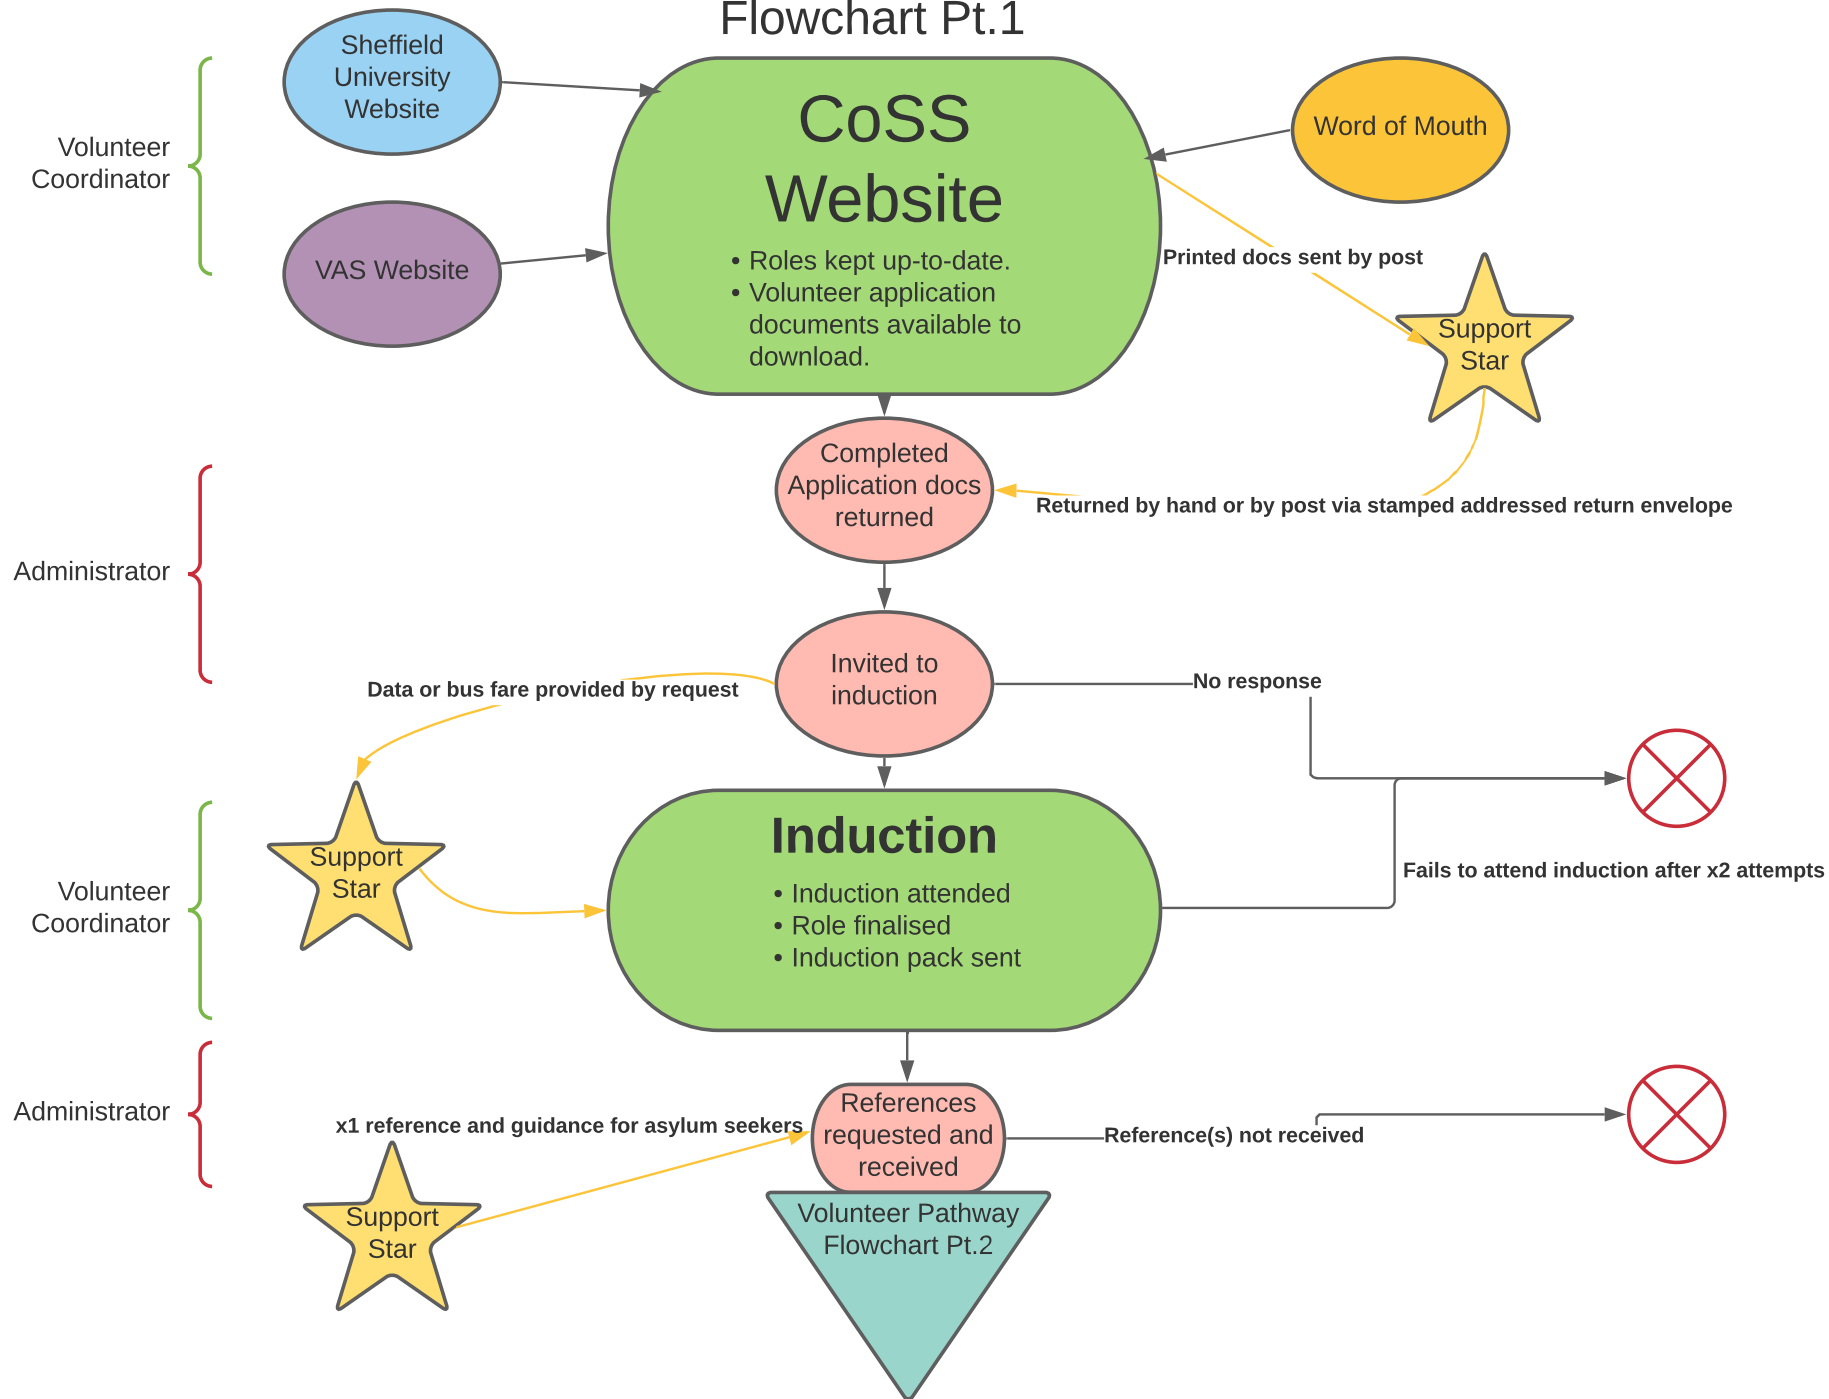 Flowchart Pt.1
Sheffield
University
Website
Volunteer
Coordinator
VAS Website
CoSS
Website
• Roles kept up-to-date.
• Volunteer application
documents available to
download.
Word of Mouth
Printed docs sent by post
Support
Star
Completed
Application docs
returned
Returned by hand or by post via stamped addressed return envelope
Administrator
Invited to
induction
Data or bus fare provided by request
No response
Support
Star
Volunteer
Coordinator
Induction
• Induction attended
• Role finalised
• Induction pack sent
Fails to attend induction after x2 attempts
Administrator
x1 reference and guidance for asylum seekers
References
requested and
received
Reference(s) not received
Support
Star
Volunteer Pathway
Flowchart Pt.2